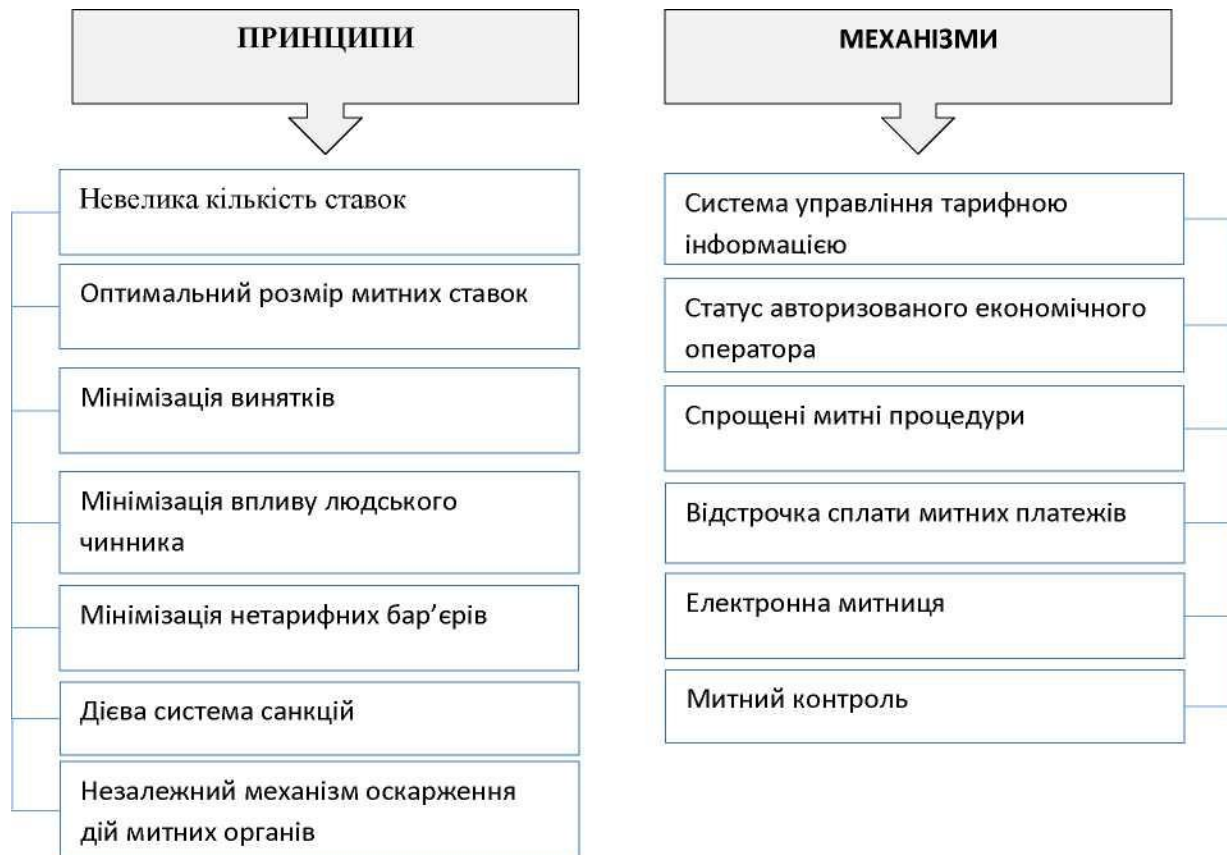 ПРИНЦИПИ
Невелика кількість ставок
Оптимальний розмір митних ставок
Мінімізація винятків
Мінімізація впливу людського
чинника
Мінімізація нетарифних бар’єрів
Дієва система санкцій
Незалежний механізм оскарження
дій митних органів
МЕХАНІЗМИ
Система управління тарифною
інформацією
Статус авторизованого економічного
оператора
Спрощені митні процедури
Відстрочка сплати митних платежів
Електронна митниця
Митний контроль